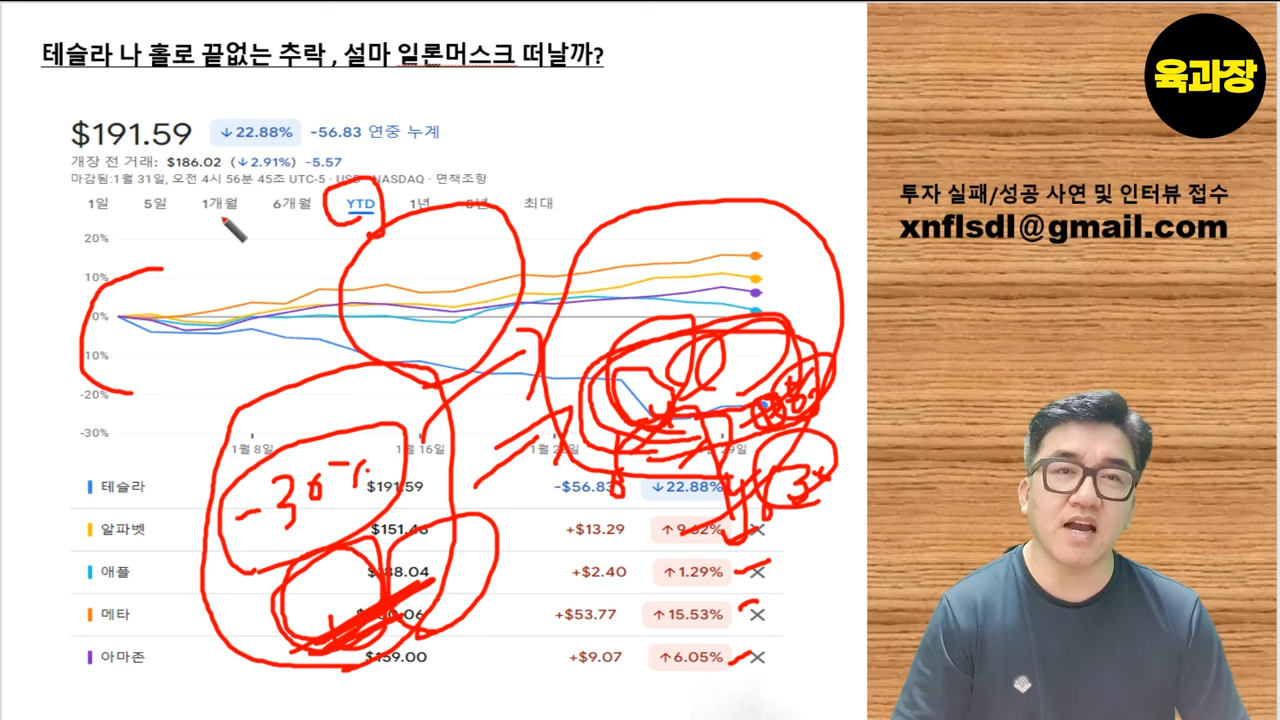 테슬라 나 홀로 끝없는 추락 , 설마 일론머스크 떠날까?
육과장
$191.59 ↓22.88% -56.83 연중 누계
개장 전 거래: $186.02 (↓2.91%) -5.57
마감됨:1월 31일, 오전 4시 56분 45초 UTC-5 · USD · NASDAQ · 면책조항
1일 5일 1개월 6개월 YTD 1년 5년 최대
투자 실패/성공 사연 및 인터뷰 접수
xnflsdl@gmail.com
20%
10%
0%
-10%
-20%
-30%
1월 8일 1월 16일
-30%
테슬라 $191.59 -$56.83 ↓22.88%
알파벳 $151.46 +$13.29 ↑9.62%
애플 $188.04 +$2.40 ↑1.29%
메타 +$53.77 ↑15.53%
아마존 $159.00 +$9.07 ↑6.05%